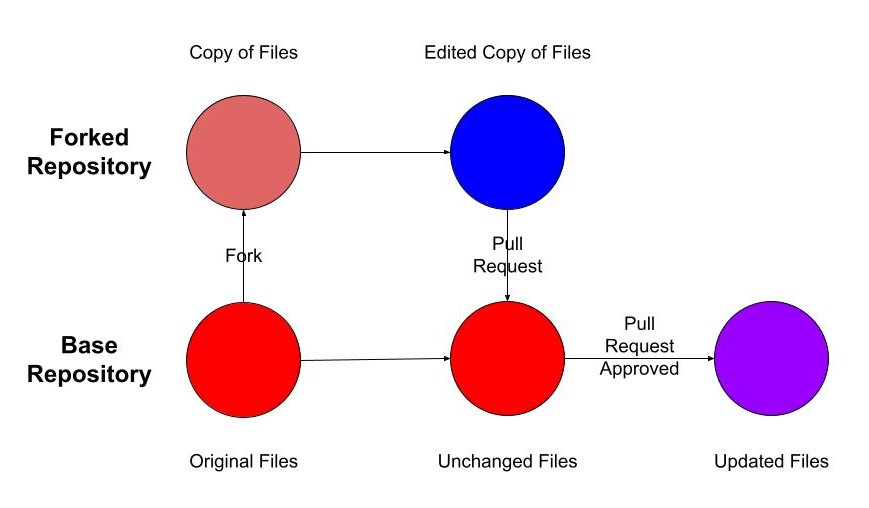 Copy of Files
Edited Copy of Files
Forked
Repository
Fork
Pull
Request
Base
Repository
Pull
Request
Approved
Original Files
Unchanged Files
Updated Files